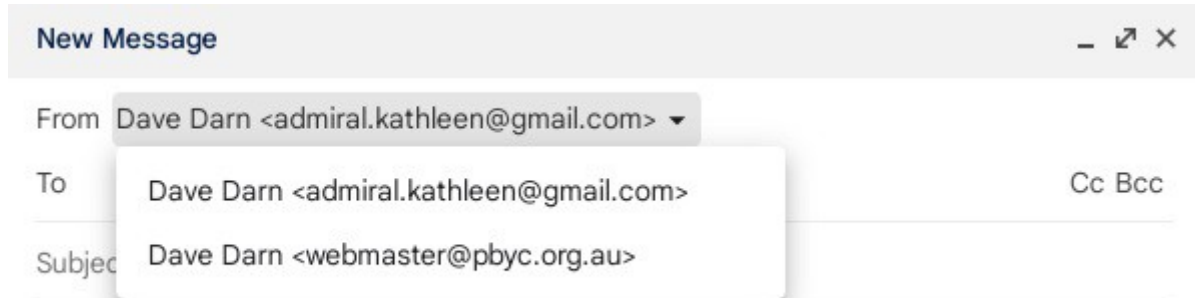 New Message
From Dave Darn <admiral.kathleen@gmail.com>
To
Dave Darn <admiral.kathleen@gmail.com>
Cc Bcc
Subjec
Dave Darn <webmaster@pbyc.org.au>